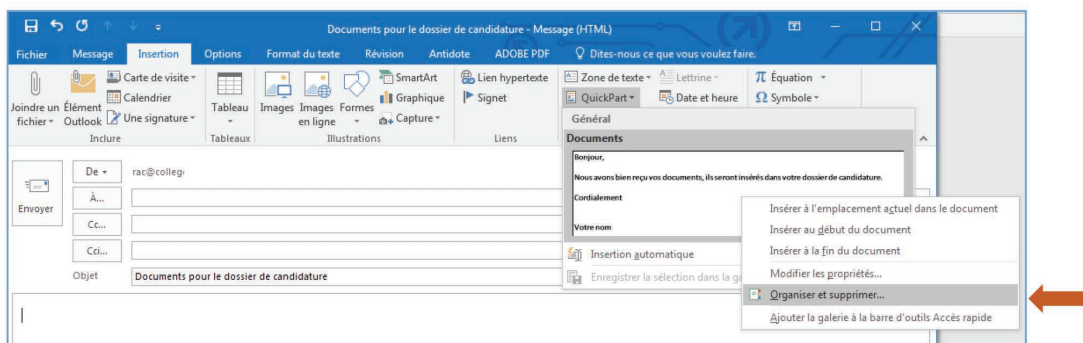 Documents pour le dossier de candidature - Message (HTML)
Fichier Message Insertion Options Format du texte Révision Antidote ADOBE PDF Dites-nous ce que vous voulez faire.
Joindre un fichier
Élément Outlook
Carte de visite
Calendrier
Une signature
Inclure
Tableau
Tableaux
Images
Images en ligne
Formes
SmartArt
Graphique
Capture
Illustrations
Lien hypertexte
Signet
Liens
Zone de texte
QuickPart
Lettrine
Date et heure
π Équation
Ω Symbole
Général
Documents
Bonjour,
Nous avons bien reçu vos documents, ils seront insérés dans votre dossier de candidature.
Cordialement
Votre nom
Insertion automatique
Enregistrer la sélection dans la ga
Insérer à l'emplacement actuel dans le document
Insérer au début du document
Insérer à la fin du document
Modifier les propriétés...
Organiser et supprimer...
Ajouter la galerie à la barre d'outils Accès rapide
Envoyer
De rac@colleg
À...
Cc...
Cci...
Objet Documents pour le dossier de candidature